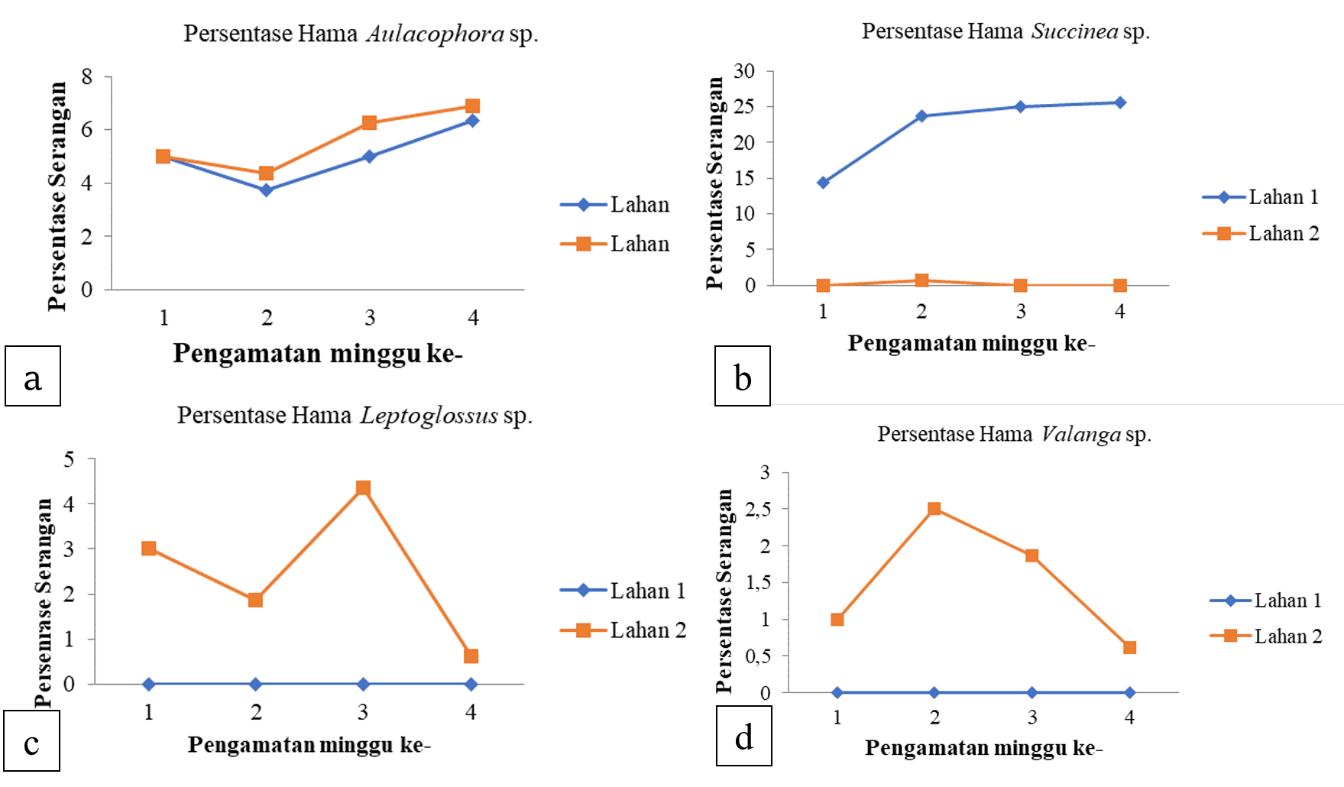 Persentase Hama Aulacophora sp.
Persentase Serangan
8
6
4
2
0
1 2 3 4
Pengamatan minggu ke-
Lahan
Lahan
a
Persentase Hama Succinea sp.
Persentase Serangan
30
25
20
15
10
5
0
1 2 3 4
Pengamatan minggu ke-
Lahan 1
Lahan 2
b
Persentase Hama Leptoglossus sp.
Persenrase Serangan
5
4
3
2
1
0
1 2 3 4
Pengamatan minggu ke-
Lahan 1
Lahan 2
c
Persentase Hama Valanga sp.
Persentase Serangan
3
2,5
2
1,5
1
0,5
0
1 2 3 4
Pengamatan minggu ke-
Lahan 1
Lahan 2
d